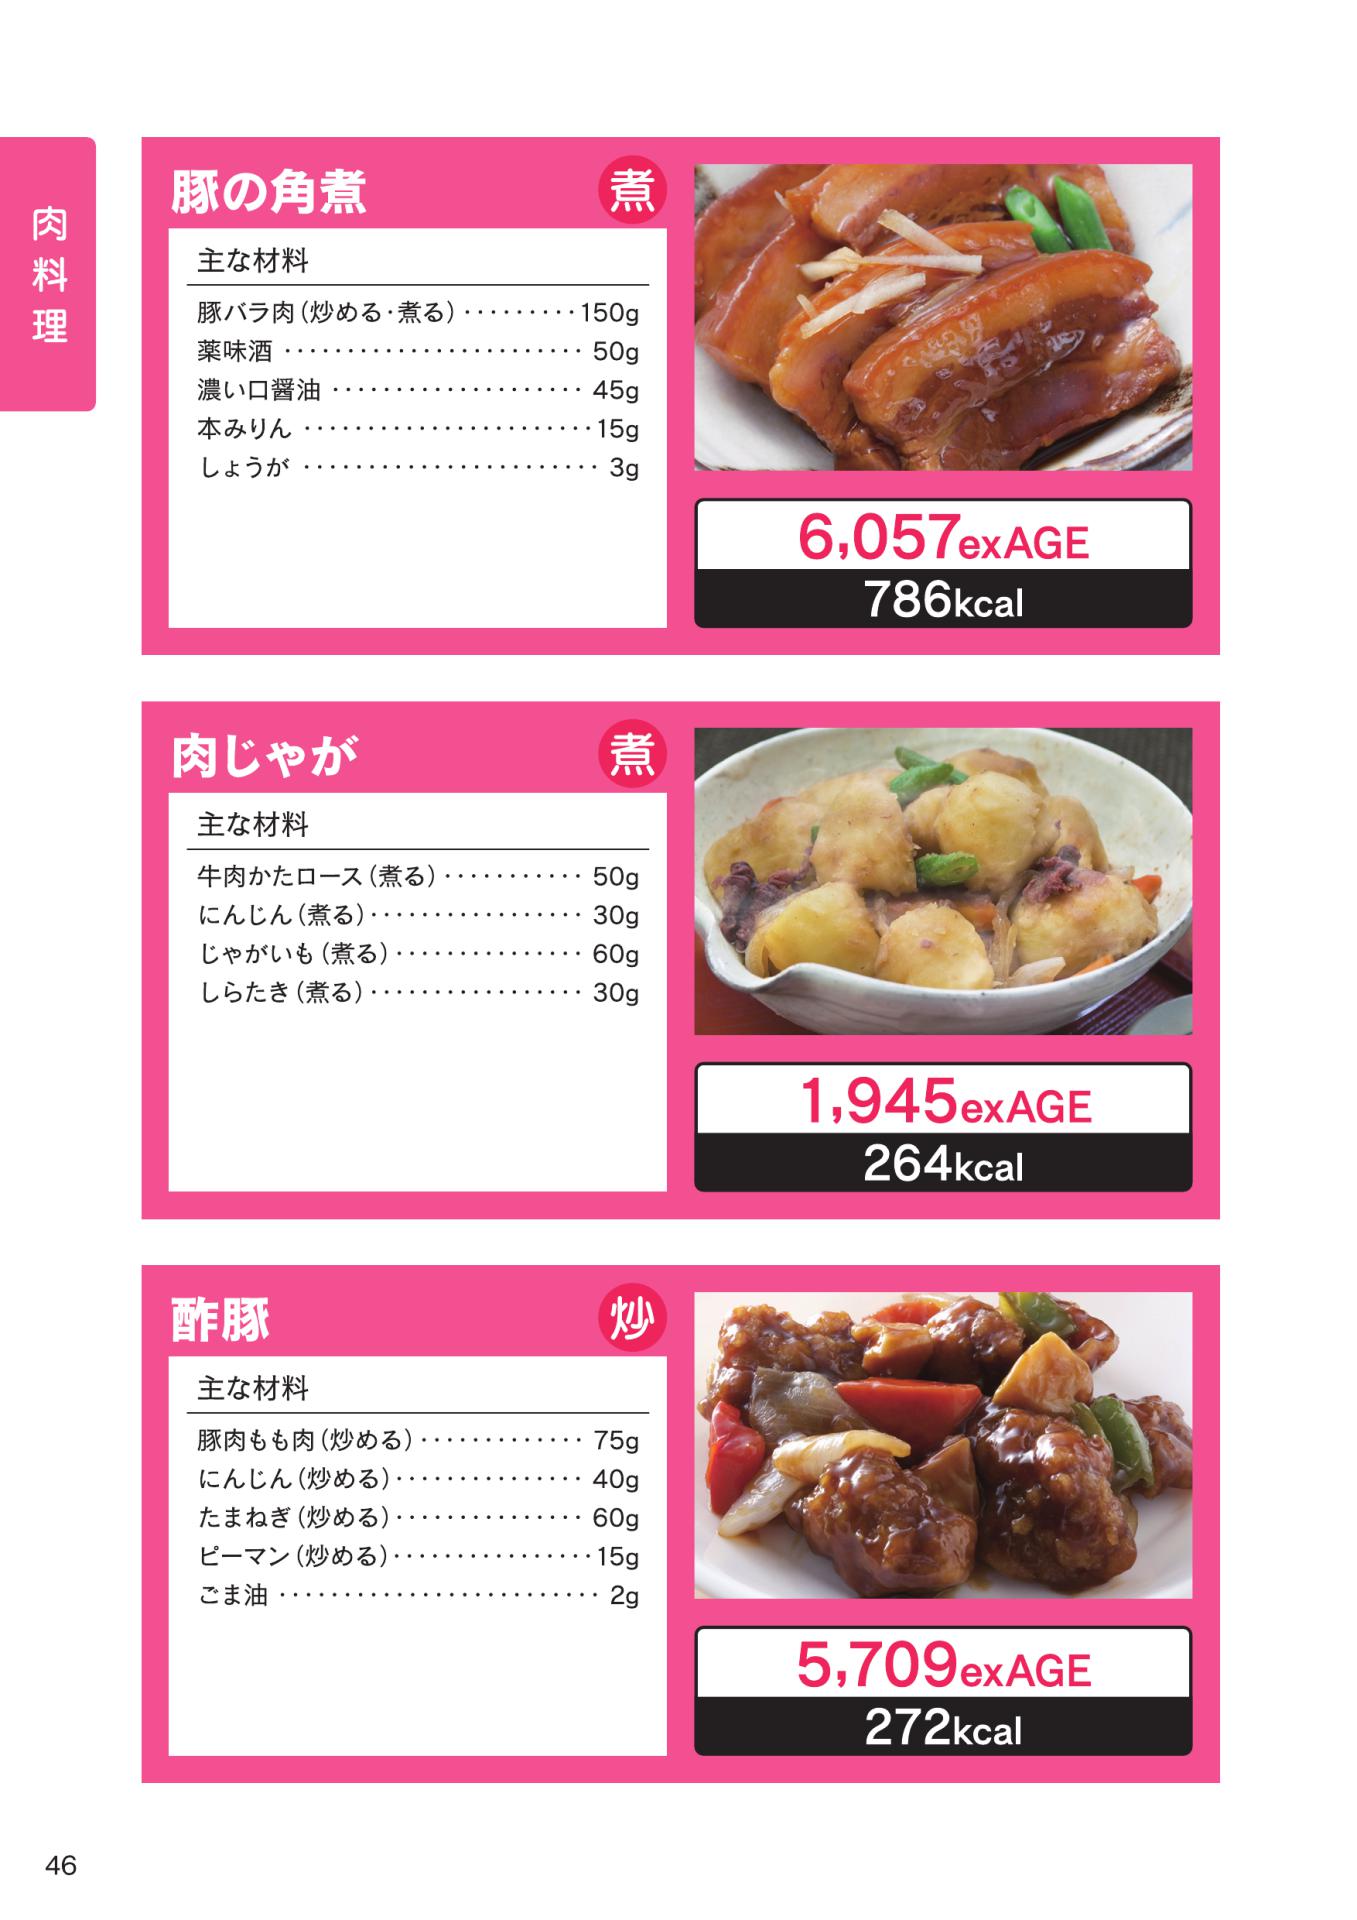 肉料理
豚の角煮
煮
主な材料
豚バラ肉（炒める・煮る）・・・・・・・・・150g
薬味酒 ・・・・・・・・・・・・・・・・・・・・・・・・ 50g
濃い口醤油 ・・・・・・・・・・・・・・・・・・・・ 45g
本みりん ・・・・・・・・・・・・・・・・・・・・・・・15g
しょうが ・・・・・・・・・・・・・・・・・・・・・・・ 3g
6,057exAGE
786kcal
肉じゃが
煮
主な材料
牛肉かたロース（煮る）・・・・・・・・・・・ 50g
にんじん（煮る）・・・・・・・・・・・・・・・・・ 30g
じゃがいも（煮る）・・・・・・・・・・・・・・・ 60g
しらたき（煮る）・・・・・・・・・・・・・・・・・ 30g
1,945exAGE
264kcal
酢豚
炒
主な材料
豚肉もも肉（炒める）・・・・・・・・・・・・・ 75g
にんじん（炒める）・・・・・・・・・・・・・・・ 40g
たまねぎ（炒める）・・・・・・・・・・・・・・・ 60g
ピーマン（炒める）・・・・・・・・・・・・・・・・15g
ごま油 ・・・・・・・・・・・・・・・・・・・・・・・・・ 2g
5,709exAGE
272kcal
46